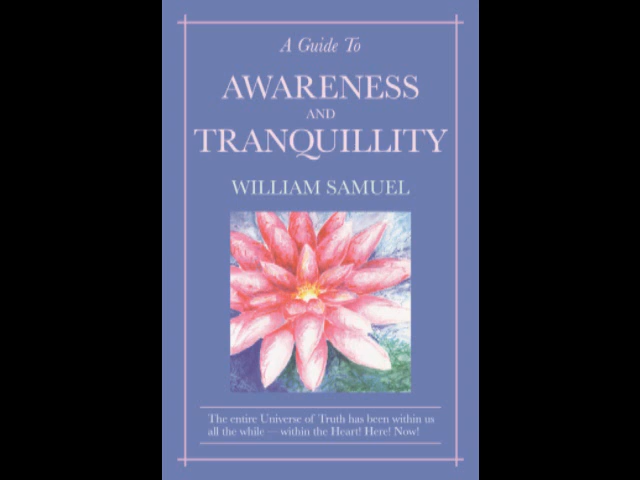 A Guide To
AWARENESS
AND
TRANQUILLITY
WILLIAM SAMUEL
The entire Universe of Truth has been within us
all the while — within the Heart! Here! Now!